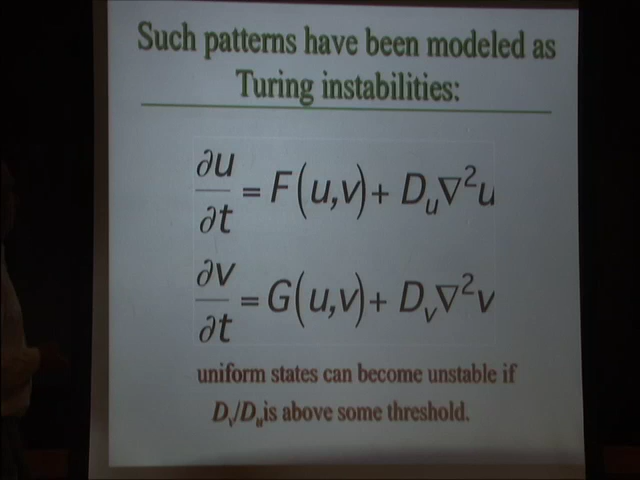 Such patterns have been modeled as
Turing instabilities:
∂u/∂t = F(u,v) + D_u∇²u
∂v/∂t = G(u,v) + D_v∇²v
uniform states can become unstable if
D_v/D_u is above some threshold.